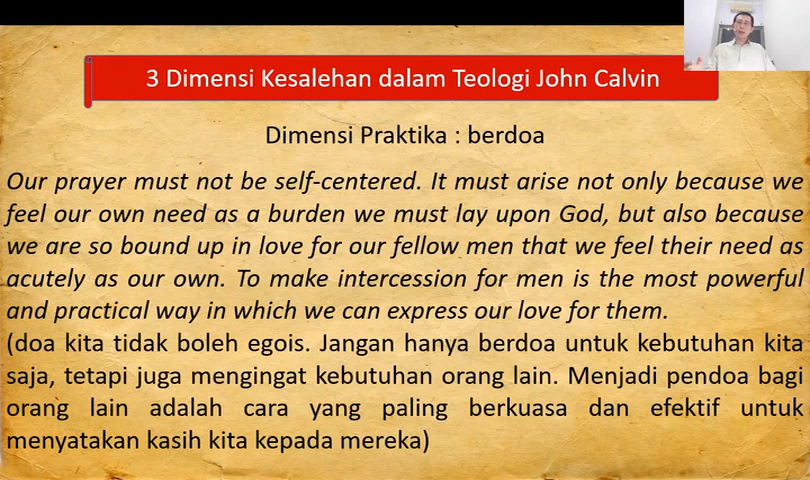 3 Dimensi Kesalehan dalam Teologi John Calvin
Dimensi Praktika : berdoa
Our prayer must not be self-centered. It must arise not only because we
feel our own need as a burden we must lay upon God, but also because
we are so bound up in love for our fellow men that we feel their need as
acutely as our own. To make intercession for men is the most powerful
and practical way in which we can express our love for them.
(doa kita tidak boleh egois. Jangan hanya berdoa untuk kebutuhan kita
saja, tetapi juga mengingat kebutuhan orang lain. Menjadi pendoa bagi
orang lain adalah cara yang paling berkuasa dan efektif untuk
menyatakan kasih kita kepada mereka)